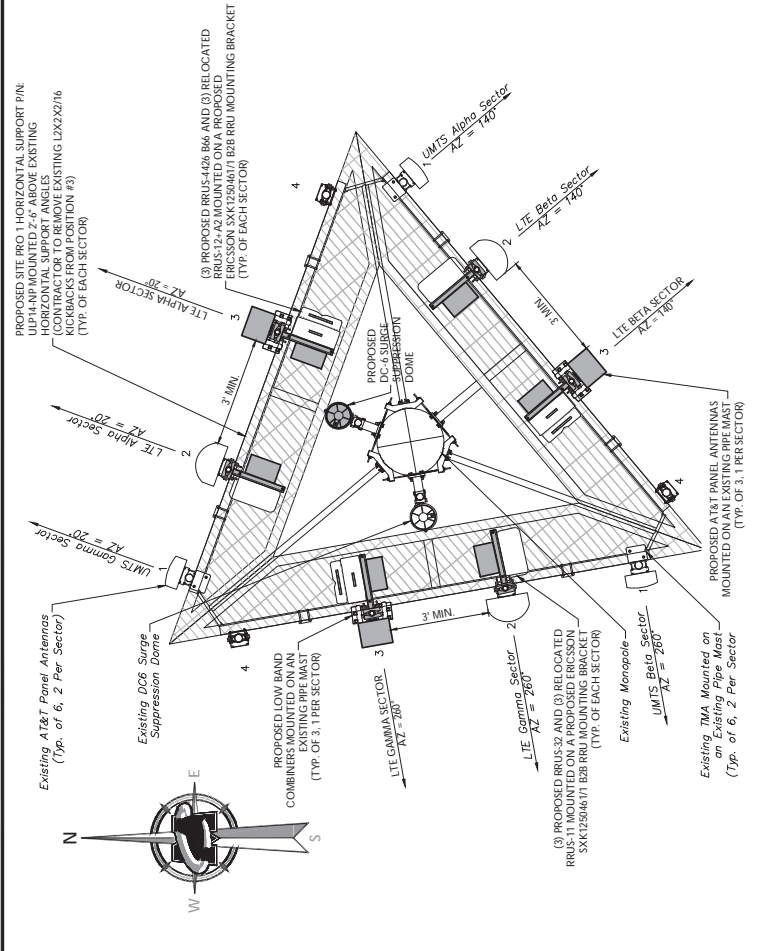 PROPOSED SITE PRO 1 HORIZONTAL SUPPORT P/N:
ULP14-NP MOUNTED 2'-6" ABOVE EXISTING
HORIZONTAL SUPPORT ANGLES
(CONTRACTOR TO REMOVE EXISTING L2X2X2/16
KICKBACKS FROM POSITION #3)
(TYP. OF EACH SECTOR)
(3) PROPOSED RRUS-4426 B66 AND (3) RELOCATED
RRUS-12+A2 MOUNTED ON A PROPOSED
ERICSSON SXK1250461/1 B2B RRU MOUNTING BRACKET
(TYP. OF EACH SECTOR)
Existing AT&T Panel Antennas
(Typ. of 6, 2 Per Sector)
UMTS Gamma Sector
AZ = 20°
1
LTE Alpha Sector
AZ = 20°
2
3' MIN.
LTE ALPHA SECTOR
AZ = 20°
3
4
UMTS Alpha Sector
AZ = 140°
1
LTE Beta Sector
AZ = 140°
2
3' MIN.
LTE BETA SECTOR
AZ = 140°
3
4
PROPOSED
DC-6 SURGE
SUPPRESSION
DOME
Existing DC6 Surge
Suppression Dome
4
PROPOSED LOW BAND
COMBINERS MOUNTED ON AN
EXISTING PIPE MAST
(TYP. OF 3, 1 PER SECTOR)
LTE GAMMA SECTOR
AZ = 260°
3
3' MIN.
LTE Gamma Sector
AZ = 260°
2
(3) PROPOSED RRUS-32 AND (3) RELOCATED
RRUS-11 MOUNTED ON A PROPOSED ERICSSON
SXK1250461/1 B2B RRU MOUNTING BRACKET
(TYP. OF EACH SECTOR)
Existing Monopole
UMTS Beta Sector
AZ = 260°
1
Existing TMA Mounted on
an Existing Pipe Mast
(Typ. of 6, 2 Per Sector
PROPOSED AT&T PANEL ANTENNAS
MOUNTED ON AN EXISTING PIPE MAST
(TYP. OF 3, 1 PER SECTOR)
N
E
S
W